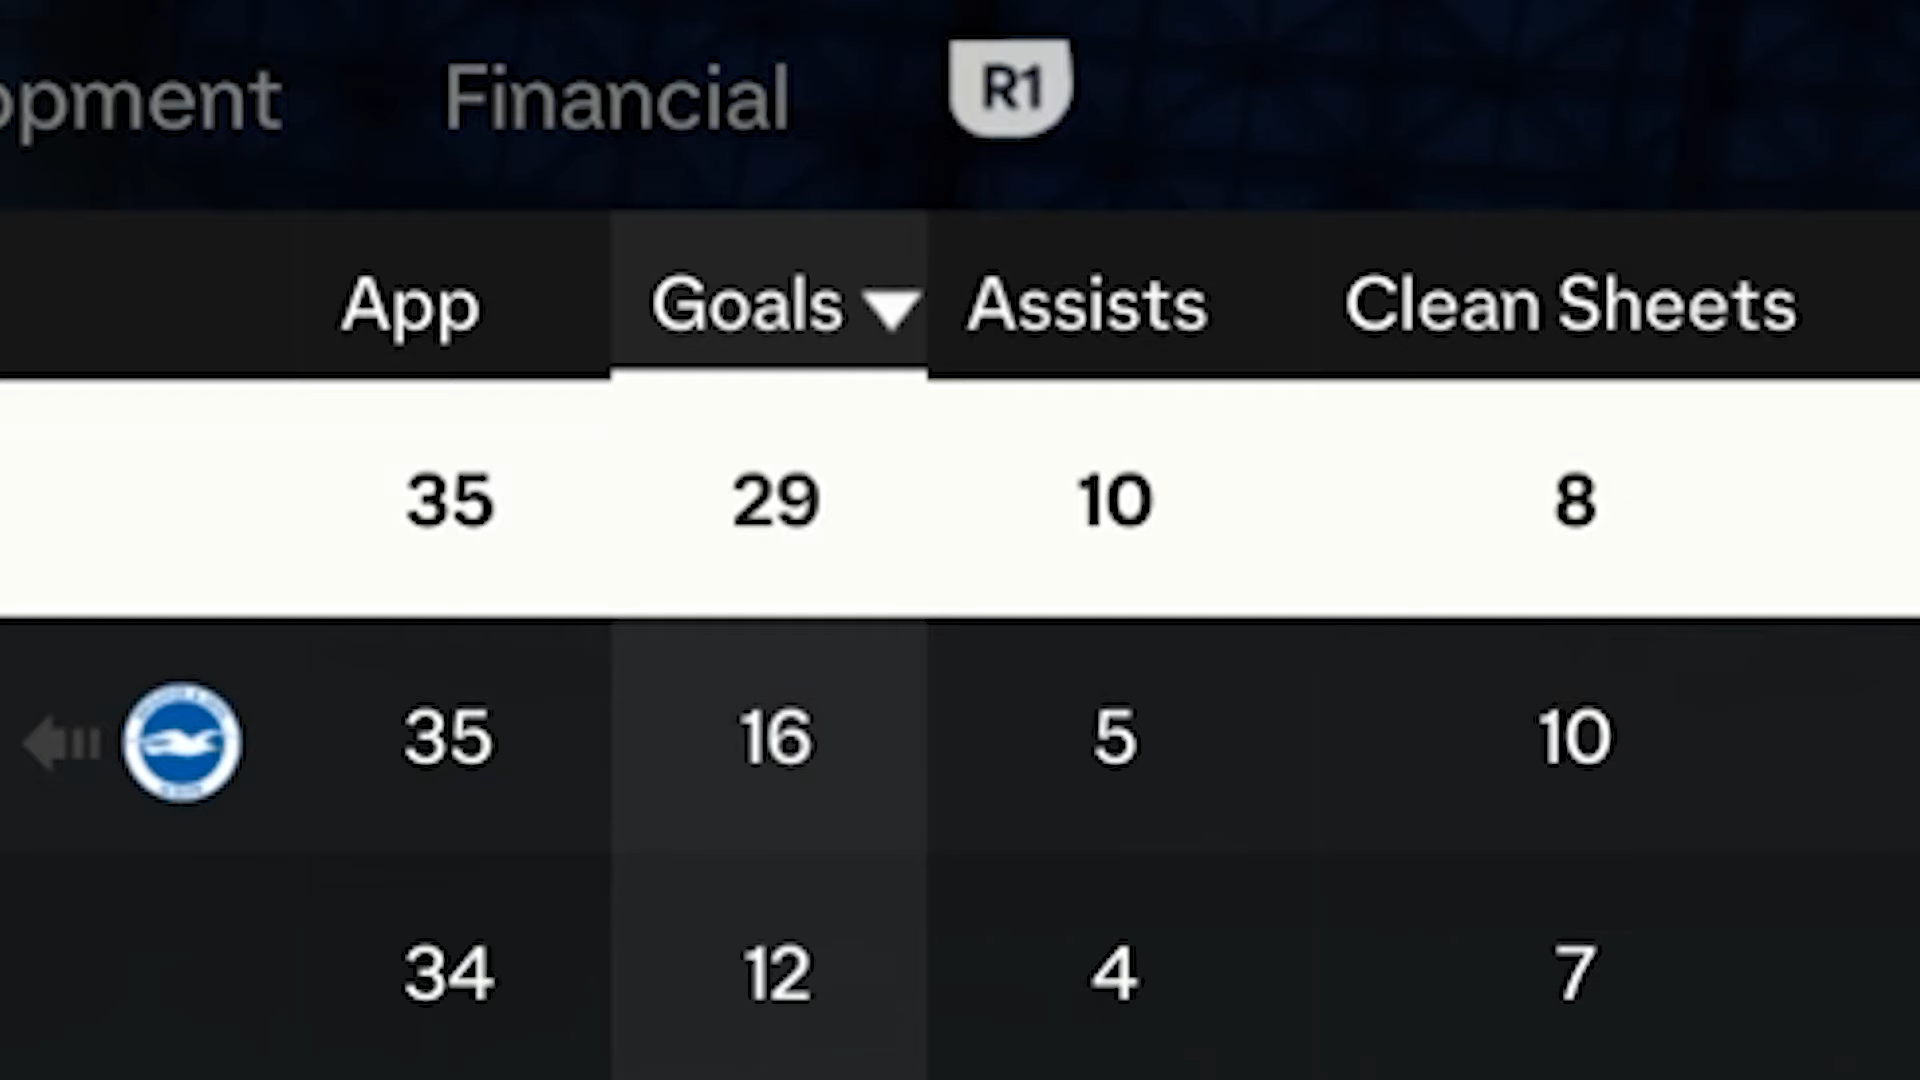 opment Financial R1
App Goals Assists Clean Sheets
35 29 10 8
35 16 5 10
34 12 4 7